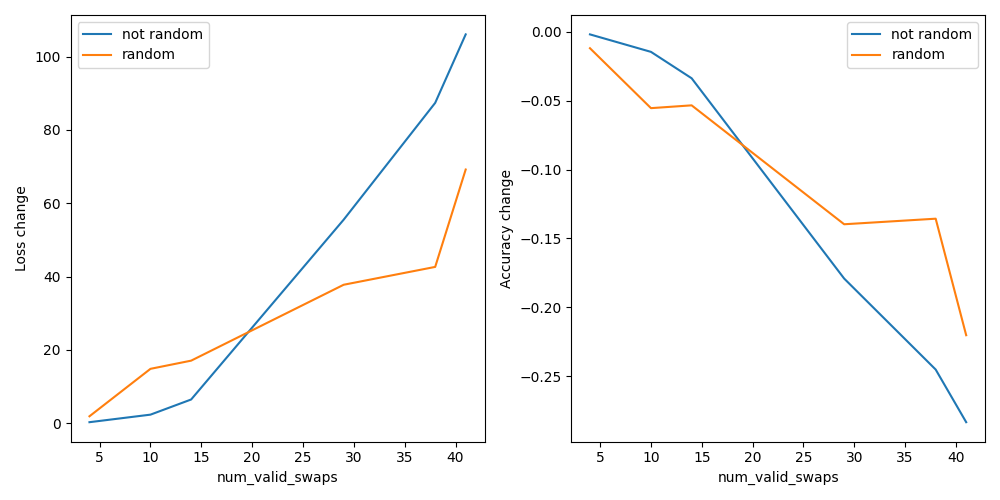 not random
random
Loss change
100
80
60
40
20
0
5 10 15 20 25 30 35 40
num_valid_swaps
not random
random
Accuracy change
0.00
−0.05
−0.10
−0.15
−0.20
−0.25
5 10 15 20 25 30 35 40
num_valid_swaps